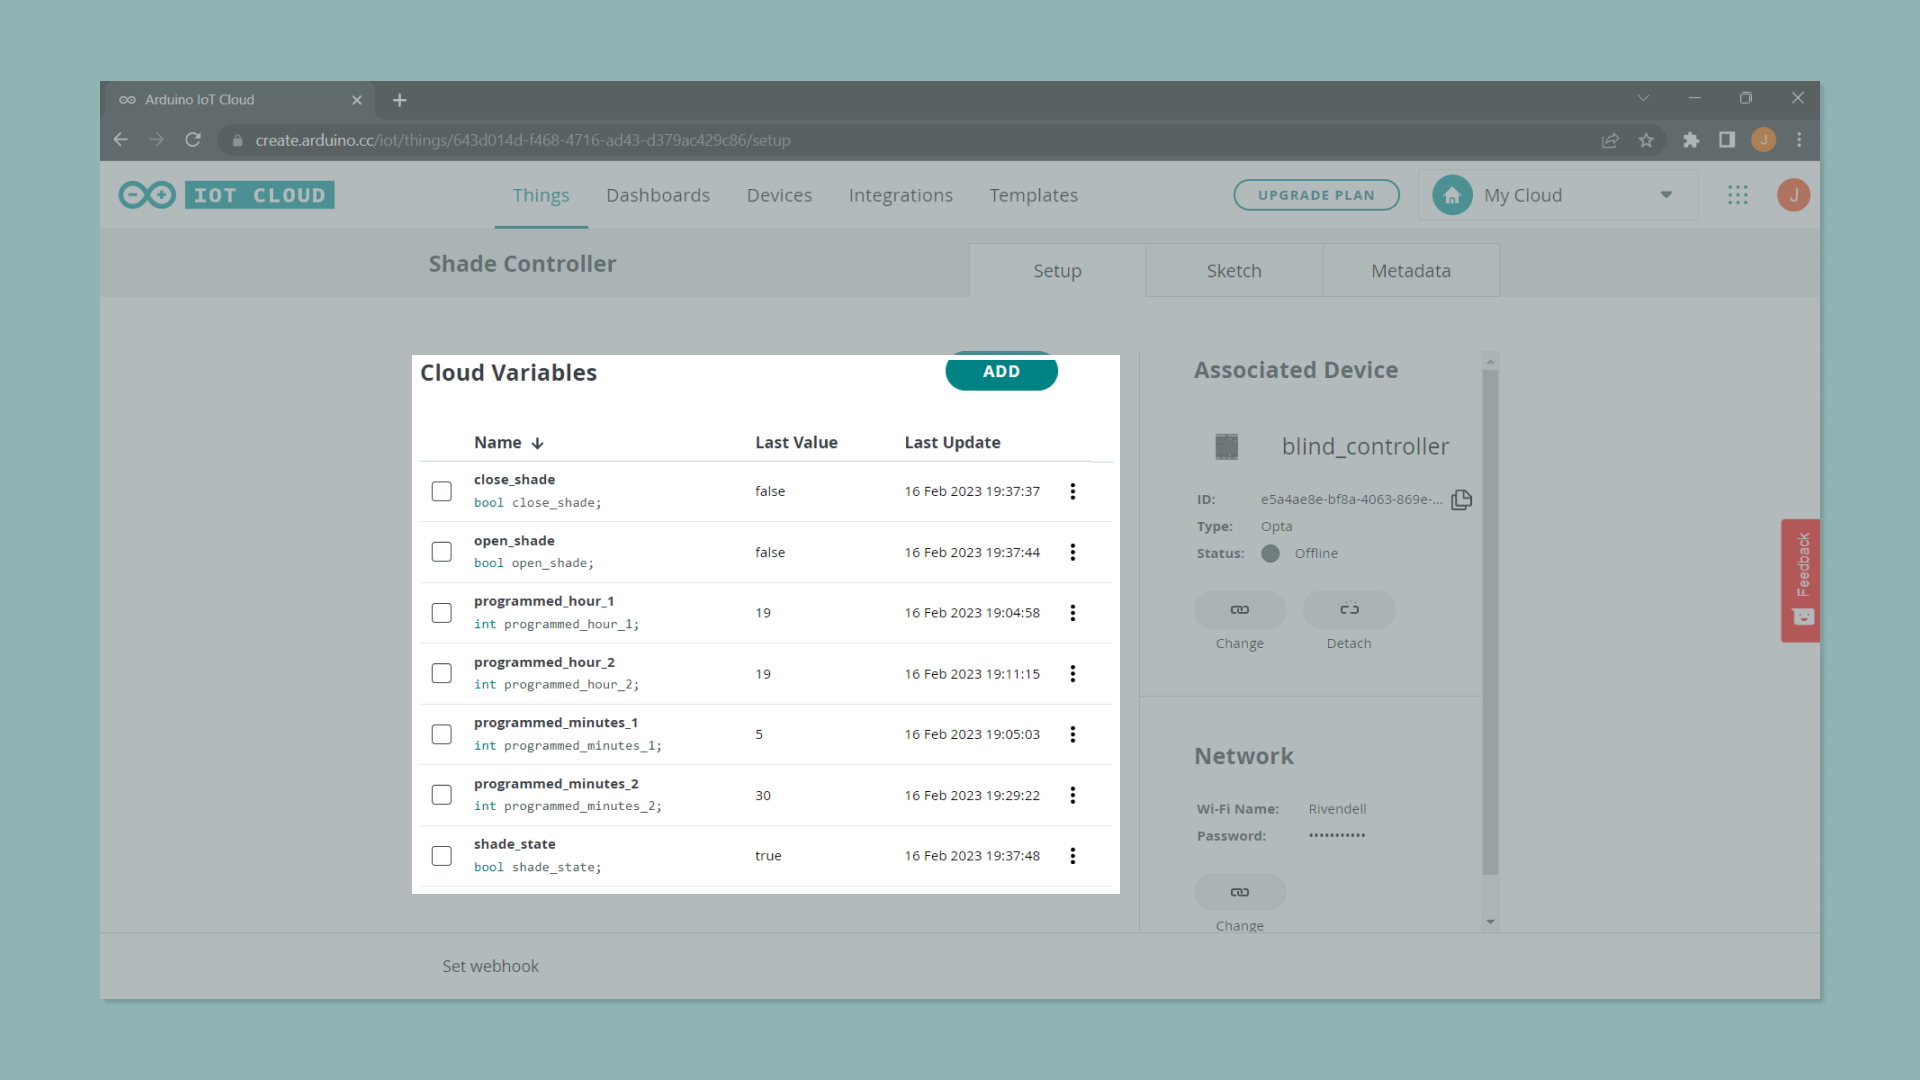 Arduino IoT Cloud
create.arduino.cc/iot/things/643d014d-f468-4716-ad43-d379ac429c86/setup
J
IOT CLOUD
Things
Dashboards
Devices
Integrations
Templates
UPGRADE PLAN
My Cloud
J
Shade Controller
Setup
Sketch
Metadata
Cloud Variables
ADD
Name
Last Value
Last Update
close_shade
bool close_shade;
false
16 Feb 2023 19:37:37
open_shade
bool open_shade;
false
16 Feb 2023 19:37:44
programmed_hour_1
int programmed_hour_1;
19
16 Feb 2023 19:04:58
programmed_hour_2
int programmed_hour_2;
19
16 Feb 2023 19:11:15
programmed_minutes_1
int programmed_minutes_1;
5
16 Feb 2023 19:05:03
programmed_minutes_2
int programmed_minutes_2;
30
16 Feb 2023 19:29:22
shade_state
bool shade_state;
true
16 Feb 2023 19:37:48
Associated Device
blind_controller
ID: e5a4ae8e-bf8a-4063-869e-...
Type: Opta
Status: Offline
Change
Detach
Network
Wi-Fi Name: Rivendell
Password: •••••••••••
Change
Feedback
Set webhook